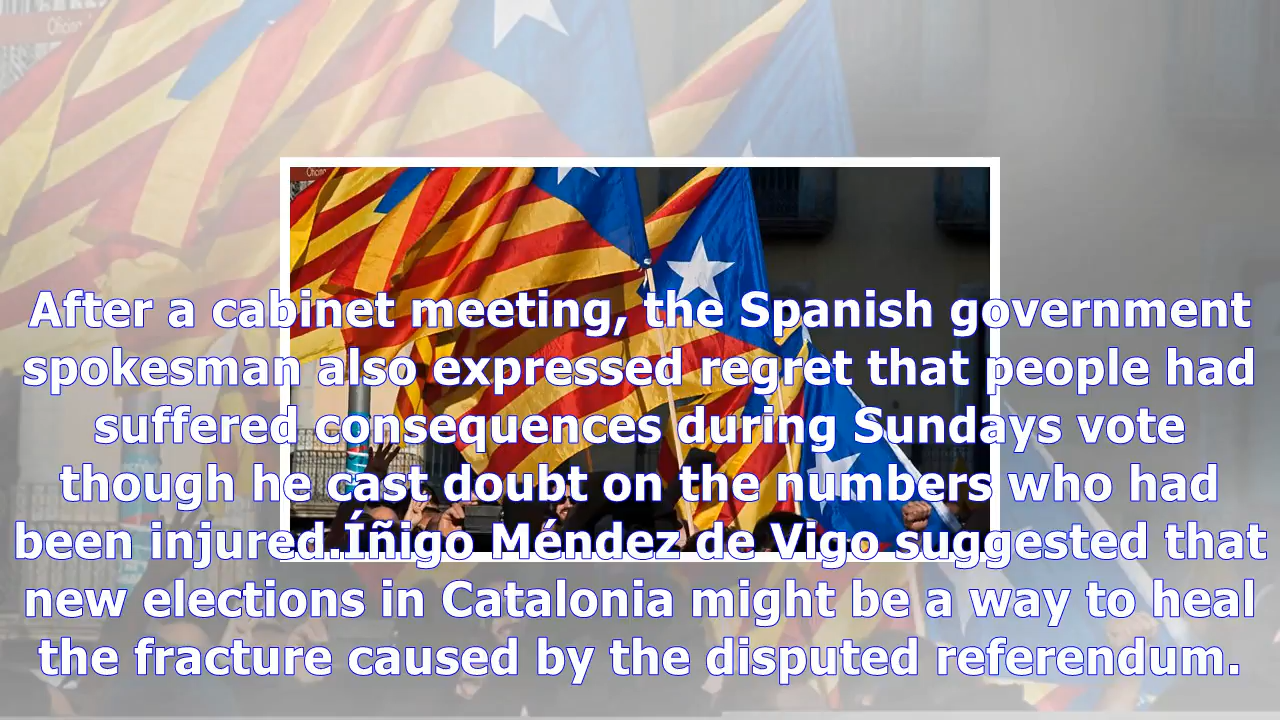 Oficina
Oficin
After a cabinet meeting, the Spanish government
spokesman also expressed regret that people had
suffered consequences during Sundays vote
though he cast doubt on the numbers who had
been injured.Íñigo Méndez de Vigo suggested that
new elections in Catalonia might be a way to heal
the fracture caused by the disputed referendum.